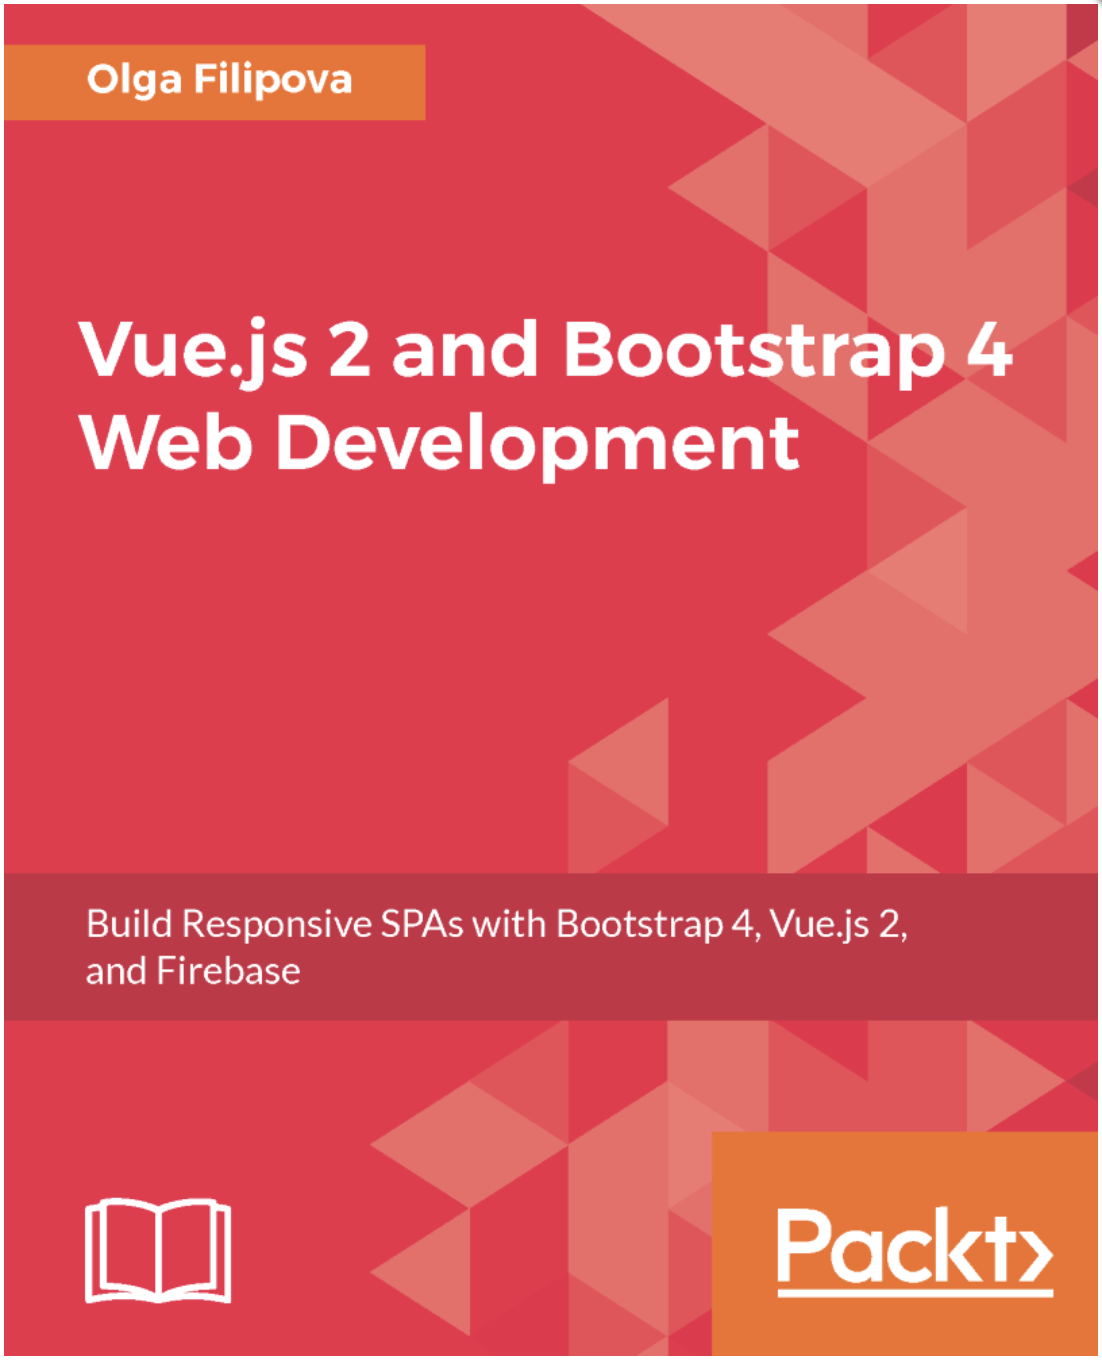 Olga Filipova
Vue.js 2 and Bootstrap 4
Web Development
Build Responsive SPAs with Bootstrap 4, Vue.js 2,
and Firebase
Packt>